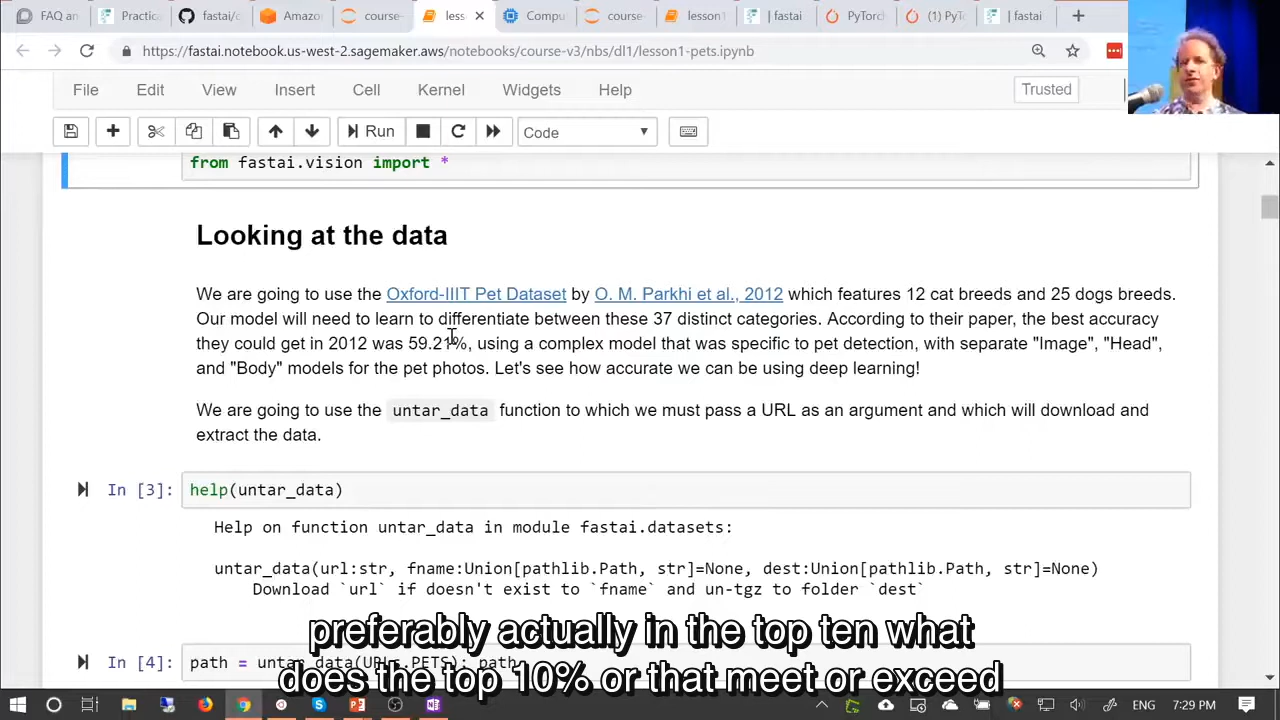 FAQ an
Practica
fastai/c
Amazo
course-
less
Compu
course-
lesson1
| fastai
PyTorc
(1) PyTo
| fastai
https://fastai.notebook.us-west-2.sagemaker.aws/notebooks/course-v3/nbs/dl1/lesson1-pets.ipynb
File Edit View Insert Cell Kernel Widgets Help Trusted
Run Code
from fastai.vision import *
Looking at the data
We are going to use the Oxford-IIIT Pet Dataset by O. M. Parkhi et al., 2012 which features 12 cat breeds and 25 dogs breeds.
Our model will need to learn to differentiate between these 37 distinct categories. According to their paper, the best accuracy
they could get in 2012 was 59.21%, using a complex model that was specific to pet detection, with separate "Image", "Head",
and "Body" models for the pet photos. Let's see how accurate we can be using deep learning!
We are going to use the untar_data function to which we must pass a URL as an argument and which will download and
extract the data.
In [3]: help(untar_data)
Help on function untar_data in module fastai.datasets:
untar_data(url:str, fname:Union[pathlib.Path, str]=None, dest:Union[pathlib.Path, str]=None)
Download `url` if doesn't exist to `fname` and un-tgz to folder `dest`
In [4]: path = untar_data(URLs.PETS); path
preferably actually in the top ten what
does the top 10% or that meet or exceed
7:29 PM